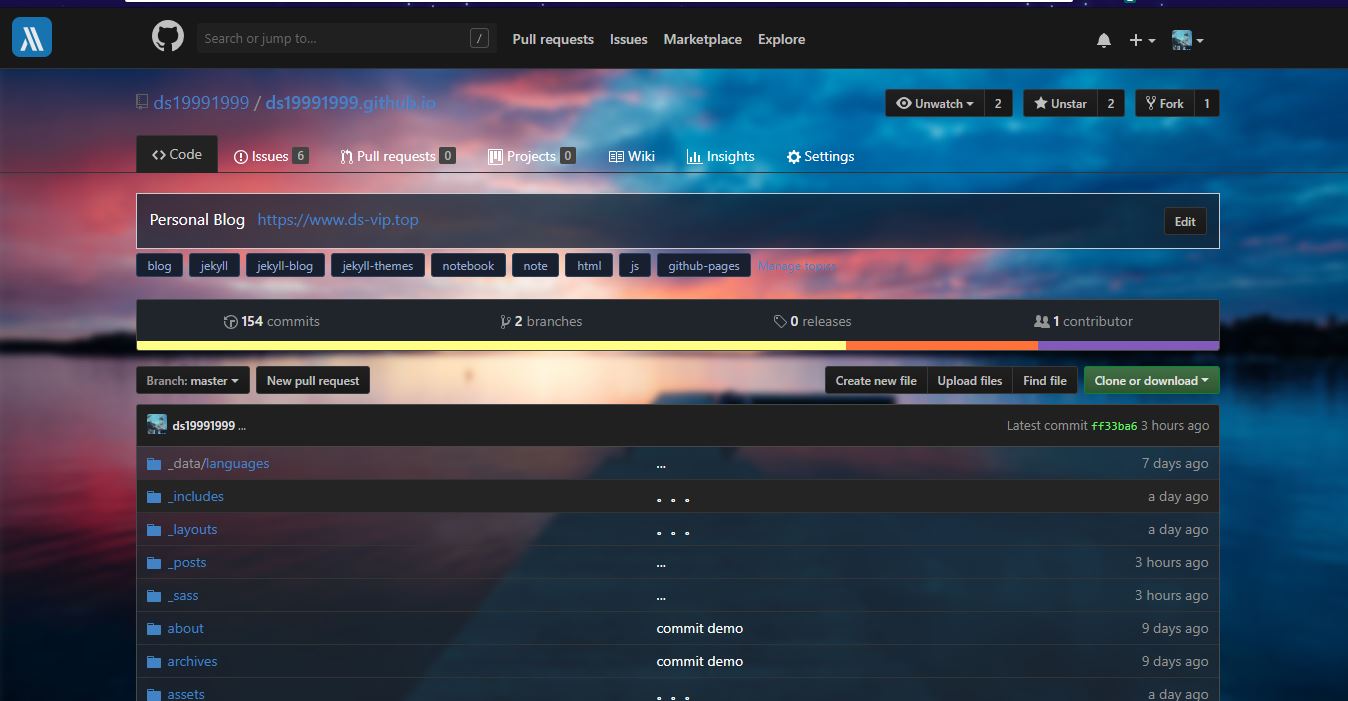 Search or jump to... / Pull requests Issues Marketplace Explore
ds19991999 / ds19991999.github.io Unwatch 2 Unstar 2 Fork 1
Code Issues 6 Pull requests 0 Projects 0 Wiki Insights Settings
Personal Blog https://www.ds-vip.top Edit
blog jekyll jekyll-blog jekyll-themes notebook note html js github-pages Manage topics
154 commits 2 branches 0 releases 1 contributor
Branch: master New pull request Create new file Upload files Find file Clone or download
ds19991999 ... Latest commit ff33ba6 3 hours ago
_data/languages ... 7 days ago
_includes 。。。 a day ago
_layouts 。。。 a day ago
_posts ... 3 hours ago
_sass ... 3 hours ago
about commit demo 9 days ago
archives commit demo 9 days ago
assets 。。。 a day ago